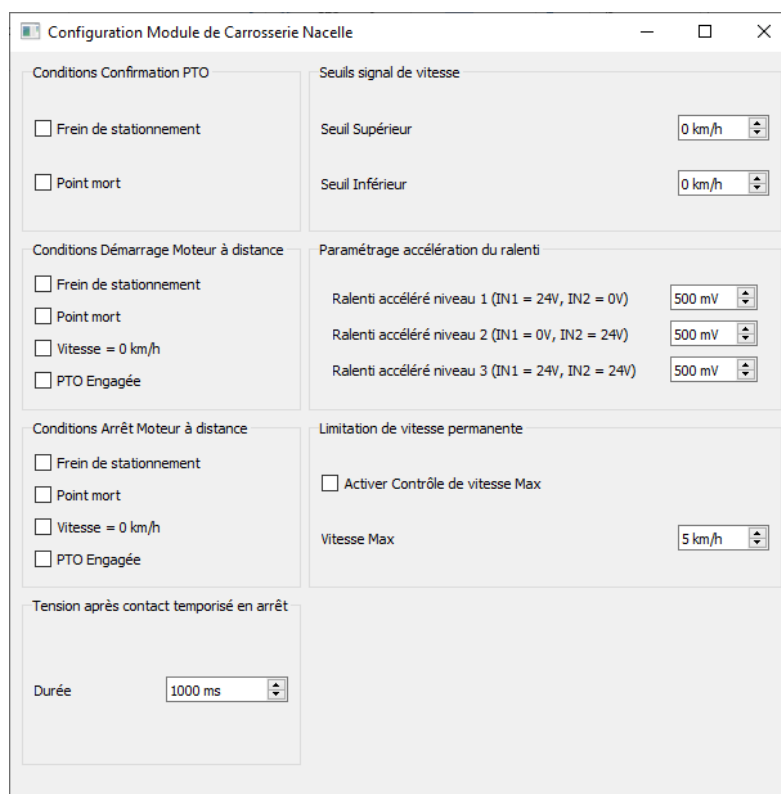 Configuration Module de Carrosserie Nacelle
Conditions Confirmation PTO
Frein de stationnement
Point mort
Seuils signal de vitesse
Seuil Supérieur 0 km/h
Seuil Inférieur 0 km/h
Conditions Démarrage Moteur à distance
Frein de stationnement
Point mort
Vitesse = 0 km/h
PTO Engagée
Paramétrage accélération du ralenti
Ralenti accéléré niveau 1 (IN1 = 24V, IN2 = 0V) 500 mV
Ralenti accéléré niveau 2 (IN1 = 0V, IN2 = 24V) 500 mV
Ralenti accéléré niveau 3 (IN1 = 24V, IN2 = 24V) 500 mV
Conditions Arrêt Moteur à distance
Frein de stationnement
Point mort
Vitesse = 0 km/h
PTO Engagée
Limitation de vitesse permanente
Activer Contrôle de vitesse Max
Vitesse Max 5 km/h
Tension après contact temporisé en arrêt
Durée 1000 ms